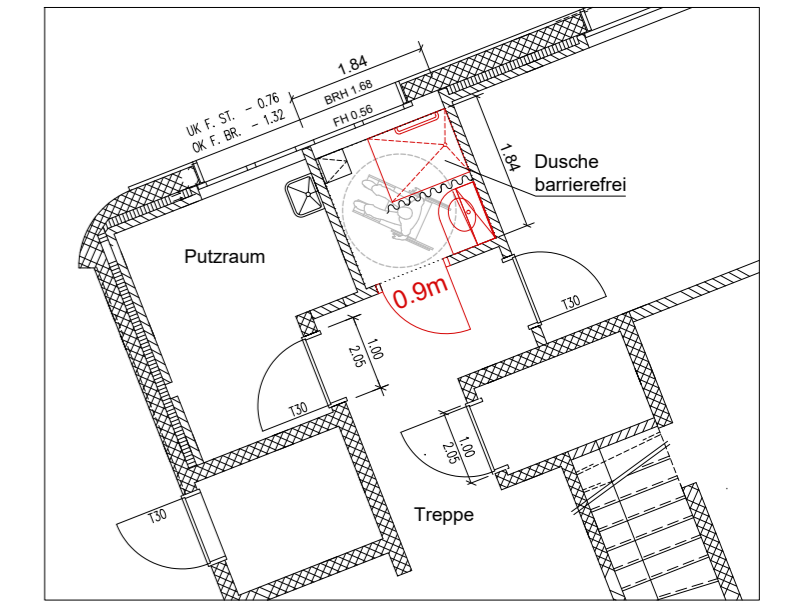 1.84
UK F. ST. - 0.76
OK F. BR. - 1.32
BRH 1.68
FH 0.56
1.84
Dusche
barrierefrei
Putzraum
0.9m
T30
1.00
2.05
T30
1.00
2.05
T30
Treppe